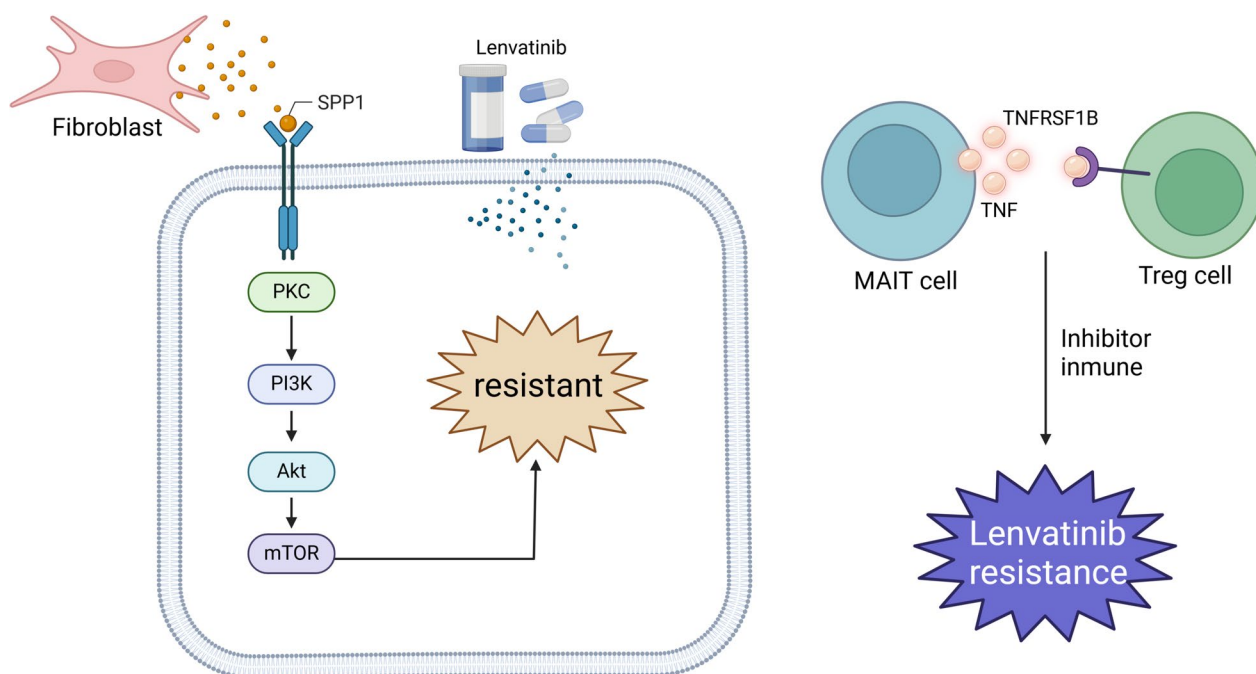 Fibroblast
SPP1
Lenvatinib
PKC
PI3K
Akt
mTOR
resistant
TNFRSF1B
TNF
MAIT cell
Treg cell
Inhibitor
inmune
Lenvatinib
resistance